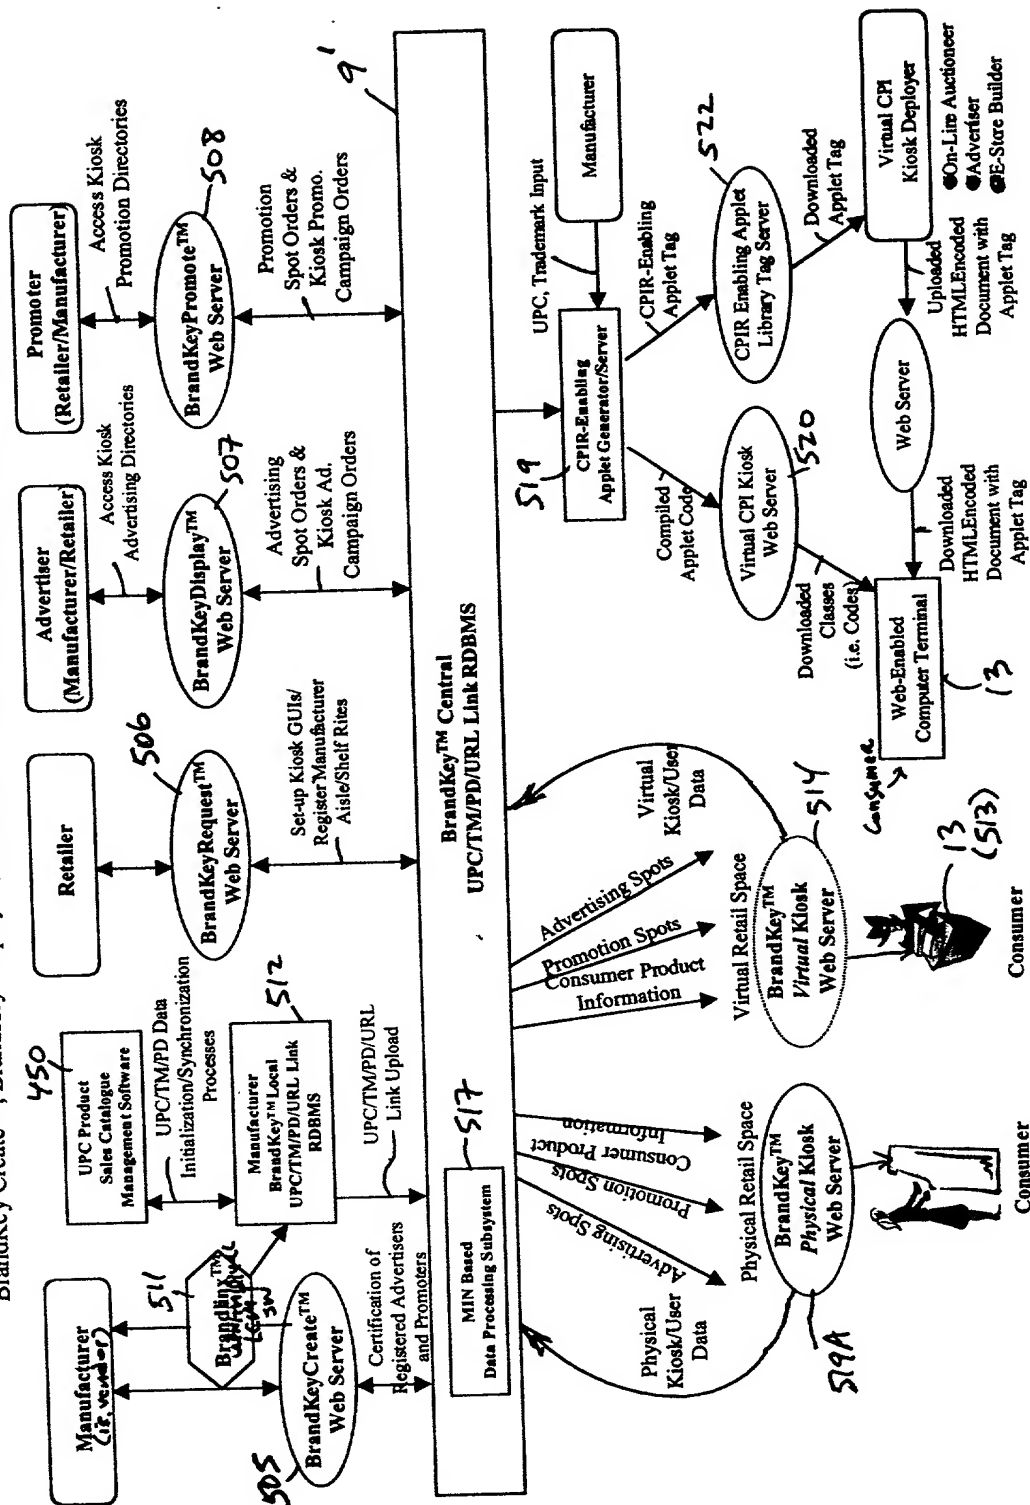 Manufacturer
(ie, vendor)
505
BrandKeyCreate™
Web Server
511
Certification of
Registered Advertisers
and Promoters
450
UPC Product
Sales Catalogue
Management Software
UPC/TM/PD Data
Initialization/Synchronization
Processes
512
Manufacturer
BrandKey™ Local
UPC/TM/PD/URL Link
RDBMS
UPC/TM/PD/URL
Link Upload
Retailer
506
BrandKeyRequest™
Web Server
Set-up Kiosk GUIs/
Register Manufacturer
Aisle/Shelf Rites
Advertiser
(Manufacturer/Retailer)
Access Kiosk
Advertising Directories
507
BrandKeyDisplay™
Web Server
Advertising
Spot Orders &
Kiosk Ad.
Campaign Orders
Promoter
(Retailer/Manufacturer)
Access Kiosk
Promotion Directories
508
BrandKeyPromote™
Web Server
Promotion
Spot Orders &
Kiosk Promo.
Campaign Orders
9'
BrandKey™ Central
UPC/TM/PD/URL Link RDBMS
517
MIN Based
Data Processing Subsystem
Physical
Kiosk/User
Data
Advertising Spots
Promotion Spots
Consumer Product
Information
Physical Retail Space
BrandKey™
Physical Kiosk
Web Server
519A
Consumer
Advertising Spots
Promotion Spots
Consumer Product
Information
Virtual
Kiosk/User
Data
Virtual Retail Space
BrandKey™
Virtual Kiosk
Web Server
514
13
(513)
Consumer
Manufacturer
UPC, Trademark Input
519
CPIR-Enabling
Applet Generator/Server
CPIR-Enabling
Applet Tag
522
CPIR Enabling Applet
Library Tag Server
Downloaded
Applet Tag
Virtual CPI
Kiosk Deployer
On-Line Auctioneer
Advertiser
E-Store Builder
Compiled
Applet Code
520
Virtual CPI Kiosk
Web Server
Downloaded
Classes
(i.e. Codes)
Uploaded
HTMLEncoded
Document with
Applet Tag
Web Server
Downloaded
HTMLEncoded
Document with
Applet Tag
Consumer
Web-Enabled
Computer Terminal
13